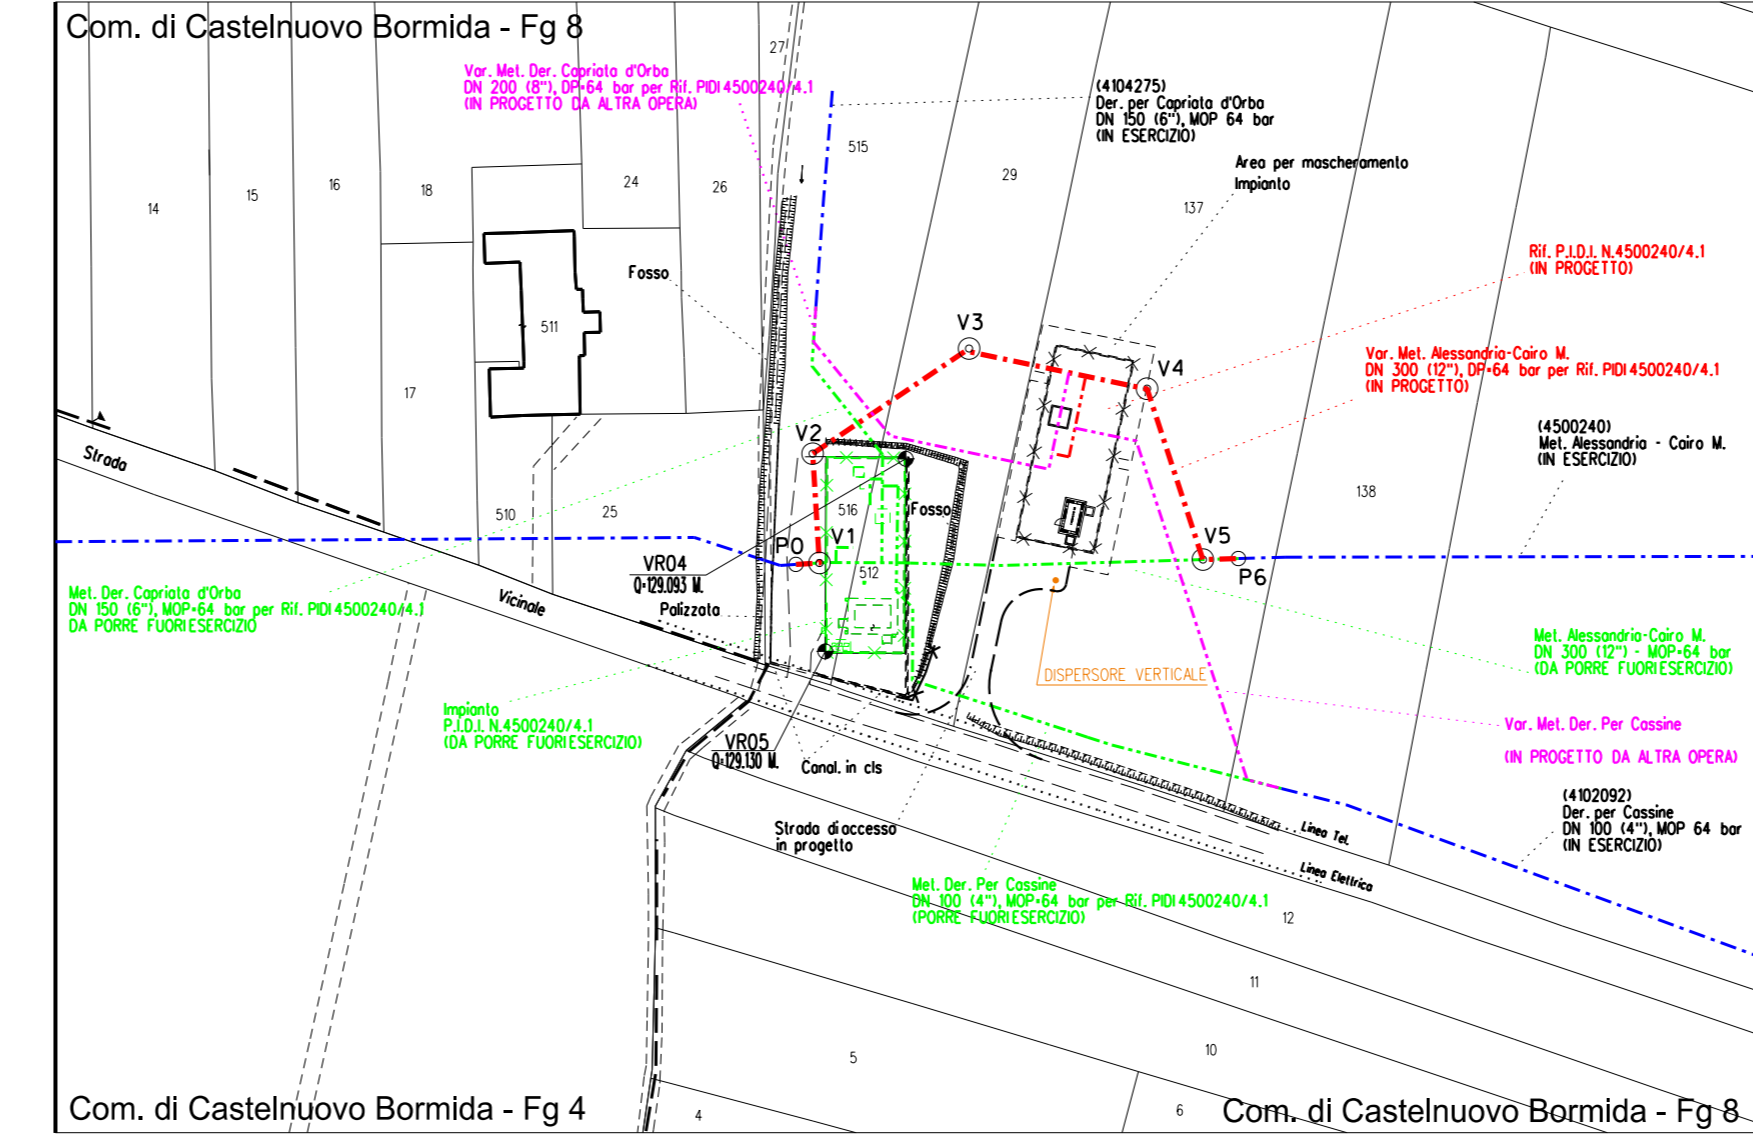 Com. di Castelnuovo Bormida - Fg 8
27
Var. Met. Der. Capriata d'Orba
DN 200 (8"), DP=64 bar per Rif. PIDI 4500240/4.1
(IN PROGETTO DA ALTRA OPERA)
(4104275)
Der. per Capriata d'Orba
DN 150 (6"), MOP 64 bar
(IN ESERCIZIO)
515
Area per mascheramento
Impianto
14
15
16
18
24
26
29
137
Rif. P.I.D.I. N.4500240/4.1
(IN PROGETTO)
Fosso
511
V3
V4
Var. Met. Alessandria-Cairo M.
DN 300 (12"), DP=64 bar per Rif. PIDI 4500240/4.1
(IN PROGETTO)
17
(4500240)
Met. Alessandria - Cairo M.
(IN ESERCIZIO)
V2
Strada
138
510
25
516
Fosso
P0
V1
V5
P6
VR04
Q=129.093 M.
512
Palizzata
Vicinale
Met. Der. Capriata d'Orba
DN 150 (6"), MOP=64 bar per Rif. PIDI 4500240/4.1
DA PORRE FUORI ESERCIZIO
Met. Alessandria-Cairo M.
DN 300 (12") - MOP=64 bar
(DA PORRE FUORI ESERCIZIO)
DISPERSORE VERTICALE
Impianto
P.I.D.I. N.4500240/4.1
(DA PORRE FUORI ESERCIZIO)
VR05
Q=129.130 M.
Canal. in cls
Var. Met. Der. Per Cassine
(IN PROGETTO DA ALTRA OPERA)
(4102092)
Der. per Cassine
DN 100 (4"), MOP 64 bar
(IN ESERCIZIO)
Strada di accesso
in progetto
Linea Tel.
Linea Elettrica
Met. Der. Per Cassine
DN 100 (4"), MOP=64 bar per Rif. PIDI 4500240/4.1
(PORRE FUORI ESERCIZIO)
12
11
10
5
4
6
Com. di Castelnuovo Bormida - Fg 4
Com. di Castelnuovo Bormida - Fg 8